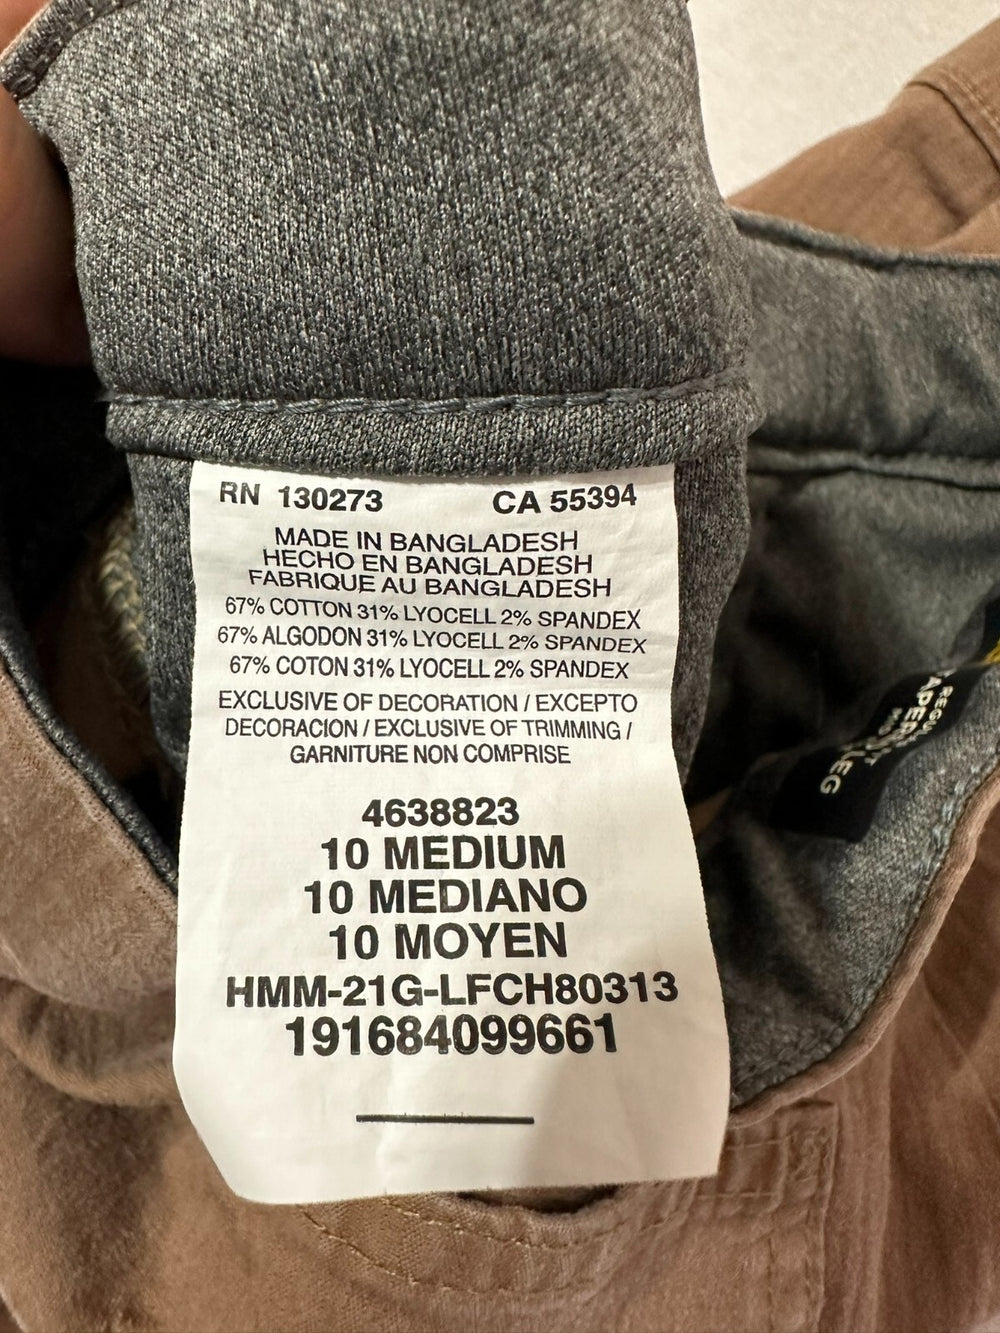 RN 130273 CA 55394
MADE IN BANGLADESH
HECHO EN BANGLADESH
FABRIQUE AU BANGLADESH
67% COTTON 31% LYOCELL 2% SPANDEX
67% ALGODON 31% LYOCELL 2% SPANDEX
67% COTON 31% LYOCELL 2% SPANDEX
EXCLUSIVE OF DECORATION / EXCEPTO
DECORACION / EXCLUSIVE OF TRIMMING /
GARNITURE NON COMPRISE
4638823
10 MEDIUM
10 MEDIANO
10 MOYEN
HMM-21G-LFCH80313
191684099661
LEG